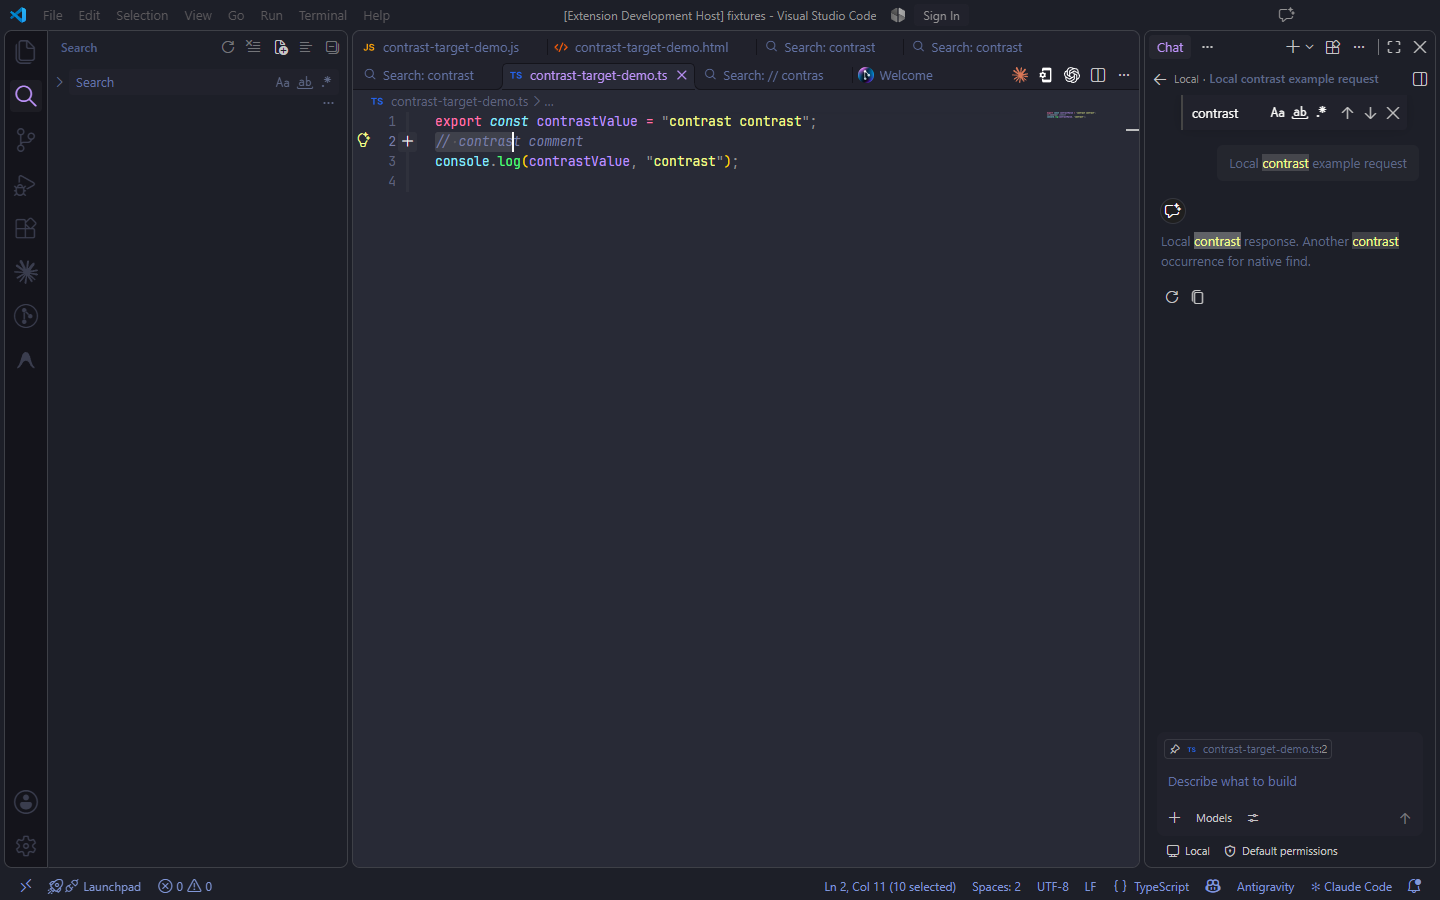 File Edit Selection View Go Run Terminal Help
[Extension Development Host] fixtures - Visual Studio Code
Sign In
Search
Search
Aa ab .*
JS contrast-target-demo.js
contrast-target-demo.html
Search: contrast
Search: contrast
Search: contrast
TS contrast-target-demo.ts
Search: // contras
Welcome
TS contrast-target-demo.ts > ...
1 export const contrastValue = "contrast contrast";
2 // contrast comment
3 console.log(contrastValue, "contrast");
4
Chat
Local · Local contrast example request
contrast Aa ab .*
Local contrast example request
Local contrast response. Another contrast
occurrence for native find.
TS contrast-target-demo.ts:2
Describe what to build
Models
Local Default permissions
Launchpad 0 0
Ln 2, Col 11 (10 selected) Spaces: 2 UTF-8 LF { } TypeScript Antigravity Claude Code